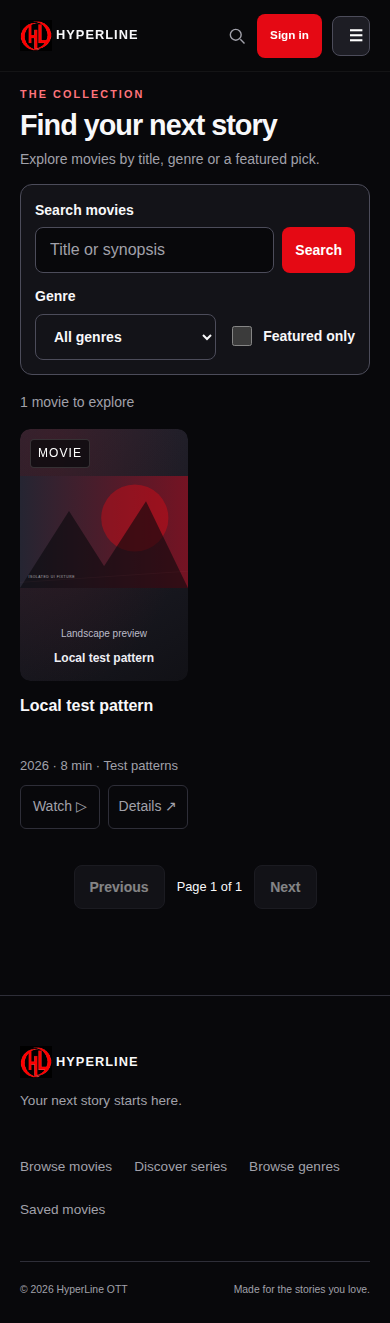 HYPERLINE
Sign in
THE COLLECTION
Find your next story
Explore movies by title, genre or a featured pick.
Search movies
Title or synopsis
Search
Genre
All genres
Featured only
1 movie to explore
MOVIE
ISOLATED UI FIXTURE
Landscape preview
Local test pattern
Local test pattern
2026 · 8 min · Test patterns
Watch ▷
Details ↗
Previous
Page 1 of 1
Next
HYPERLINE
Your next story starts here.
Browse movies
Discover series
Browse genres
Saved movies
© 2026 HyperLine OTT
Made for the stories you love.